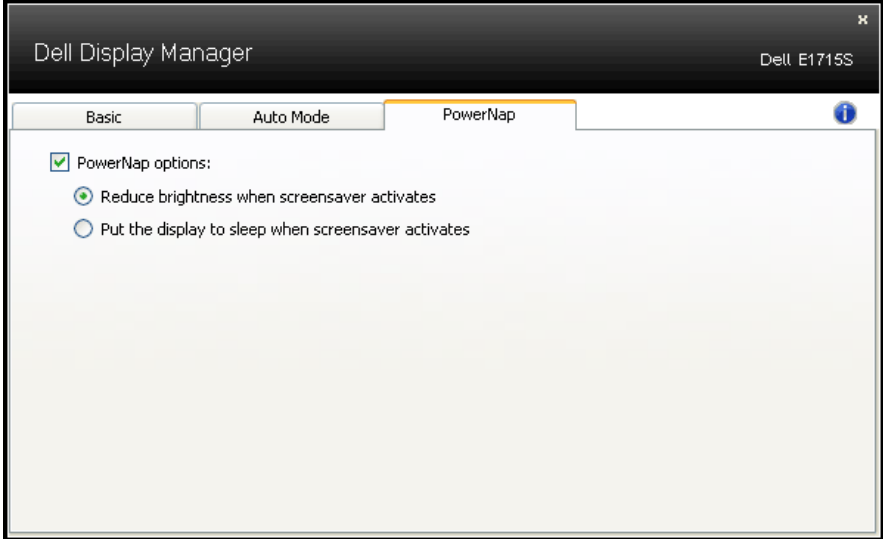 x
Dell Display Manager
Dell E1715S
Basic Auto Mode PowerNap i
PowerNap options:
Reduce brightness when screensaver activates
Put the display to sleep when screensaver activates